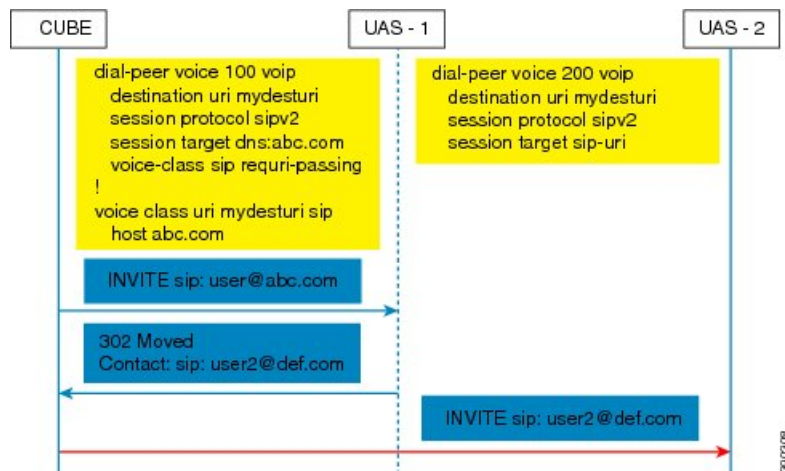 CUBE
UAS - 1
UAS - 2
dial-peer voice 100 voip
destination uri mydesturi
session protocol sipv2
session target dns:abc.com
voice-class sip requri-passing
!
voice class uri mydesturi sip
host abc.com
dial-peer voice 200 voip
destination uri mydesturi
session protocol sipv2
session target sip-uri
INVITE sip: user@abc.com
302 Moved
Contact: sip: user2@def.com
INVITE sip: user2@def.com